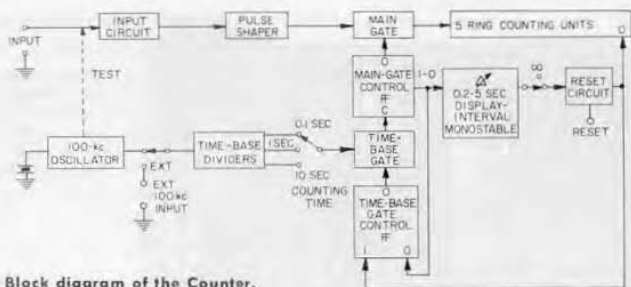 INPUT
INPUT CIRCUIT
PULSE SHAPER
MAIN GATE
5 RING COUNTING UNITS
0
TEST
0
MAIN-GATE CONTROL FF
C
1-0
0.2-5 SEC DISPLAY-INTERVAL MONOSTABLE
∞
RESET CIRCUIT
RESET
100-kc OSCILLATOR
EXT
EXT 100kc INPUT
TIME-BASE DIVIDERS
0.1 SEC
1 SEC
10 SEC
COUNTING TIME
TIME-BASE GATE
0
TIME-BASE GATE CONTROL FF
1 0
Block diagram of the Counter.